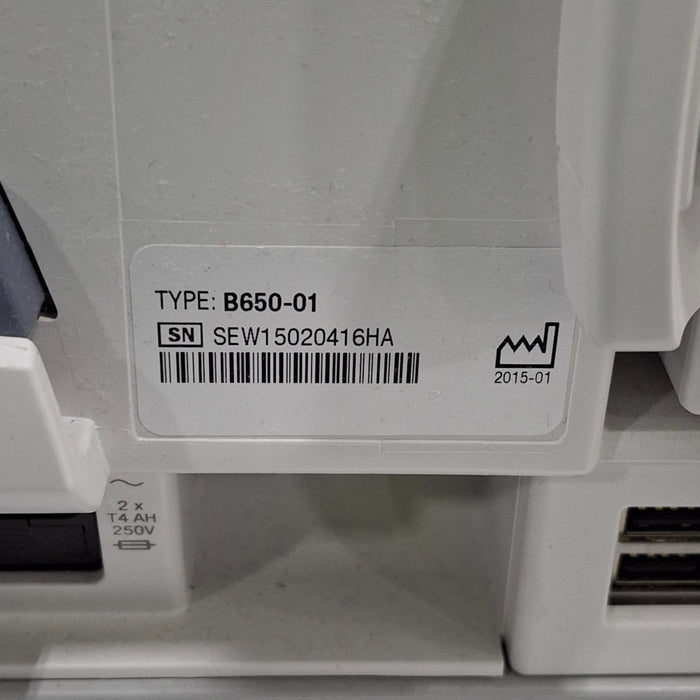 TYPE: B650-01
SN SEW15020416HA
2015-01
2 x
T4 AH
250V